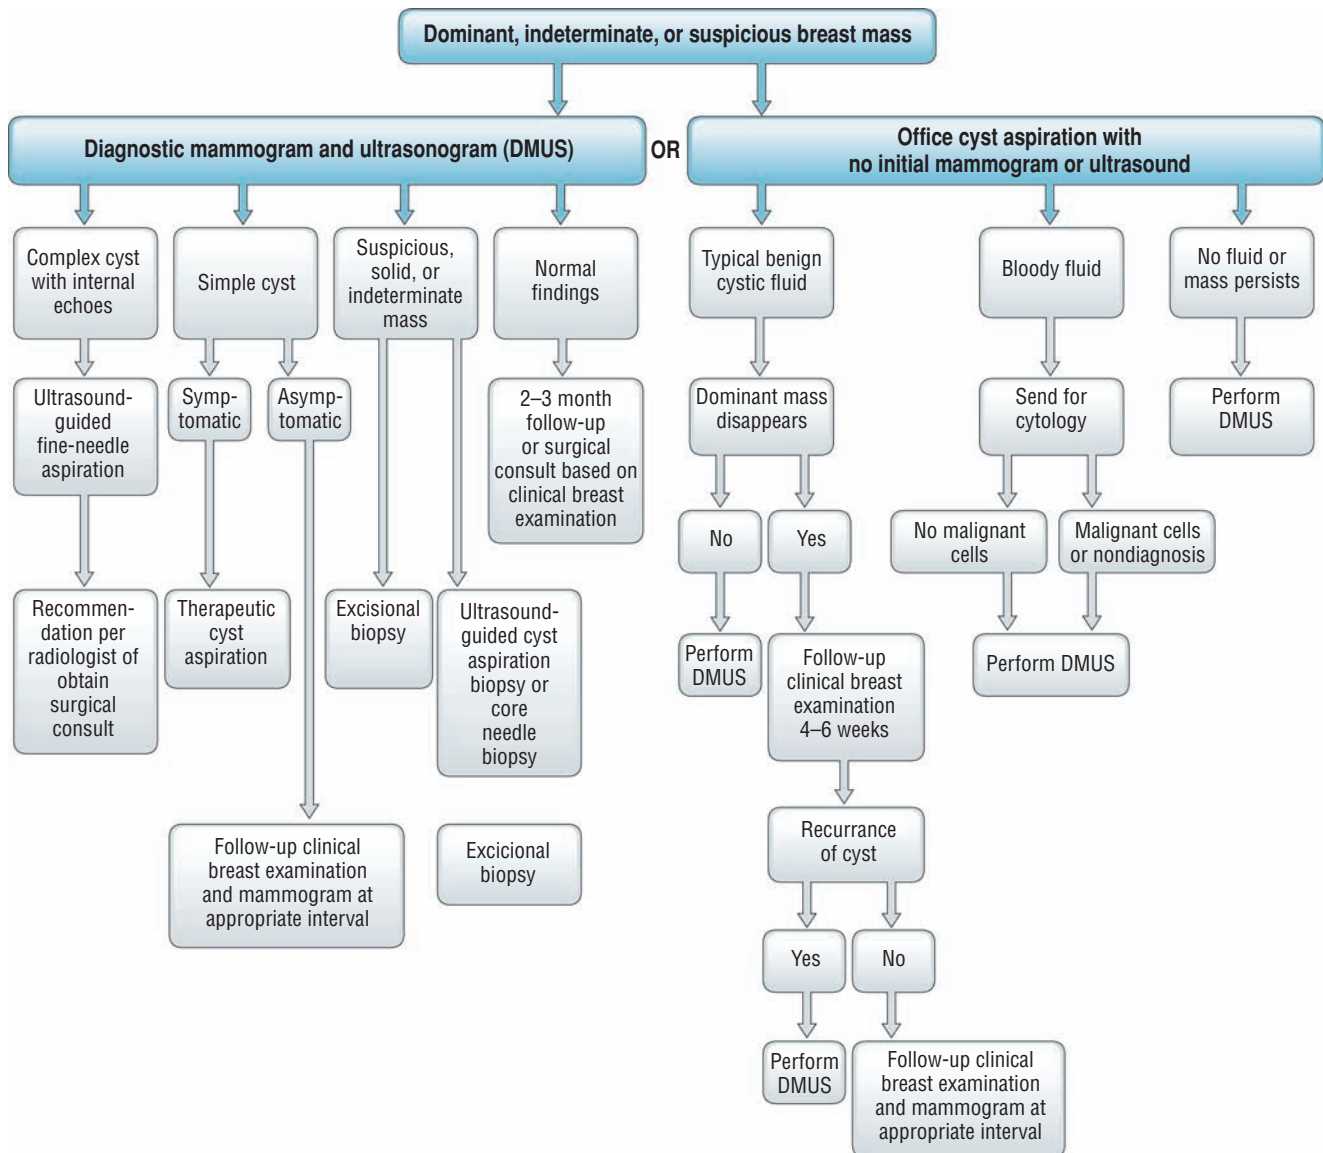 Dominant, indeterminate, or suspicious breast mass
Diagnostic mammogram and ultrasonogram (DMUS)
OR
Office cyst aspiration with
no initial mammogram or ultrasound
Complex cyst
with internal
echoes
Simple cyst
Suspicious,
solid, or
indeterminate
mass
Normal
findings
Typical benign
cystic fluid
Bloody fluid
No fluid or
mass persists
Ultrasound-
guided
fine-needle
aspiration
Symp-
tomatic
Asymp-
tomatic
2–3 month
follow-up
or surgical
consult based on
clinical breast
examination
Dominant mass
disappears
Send for
cytology
Perform
DMUS
No
Yes
No malignant
cells
Malignant cells
or nondiagnosis
Recommen-
dation per
radiologist of
obtain
surgical
consult
Therapeutic
cyst
aspiration
Excisional
biopsy
Ultrasound-
guided cyst
aspiration
biopsy or
core
needle
biopsy
Perform
DMUS
Follow-up
clinical breast
examination
4–6 weeks
Perform DMUS
Follow-up clinical
breast examination
and mammogram at
appropriate interval
Excicional
biopsy
Recurrance
of cyst
Yes
No
Perform
DMUS
Follow-up clinical
breast examination
and mammogram at
appropriate interval